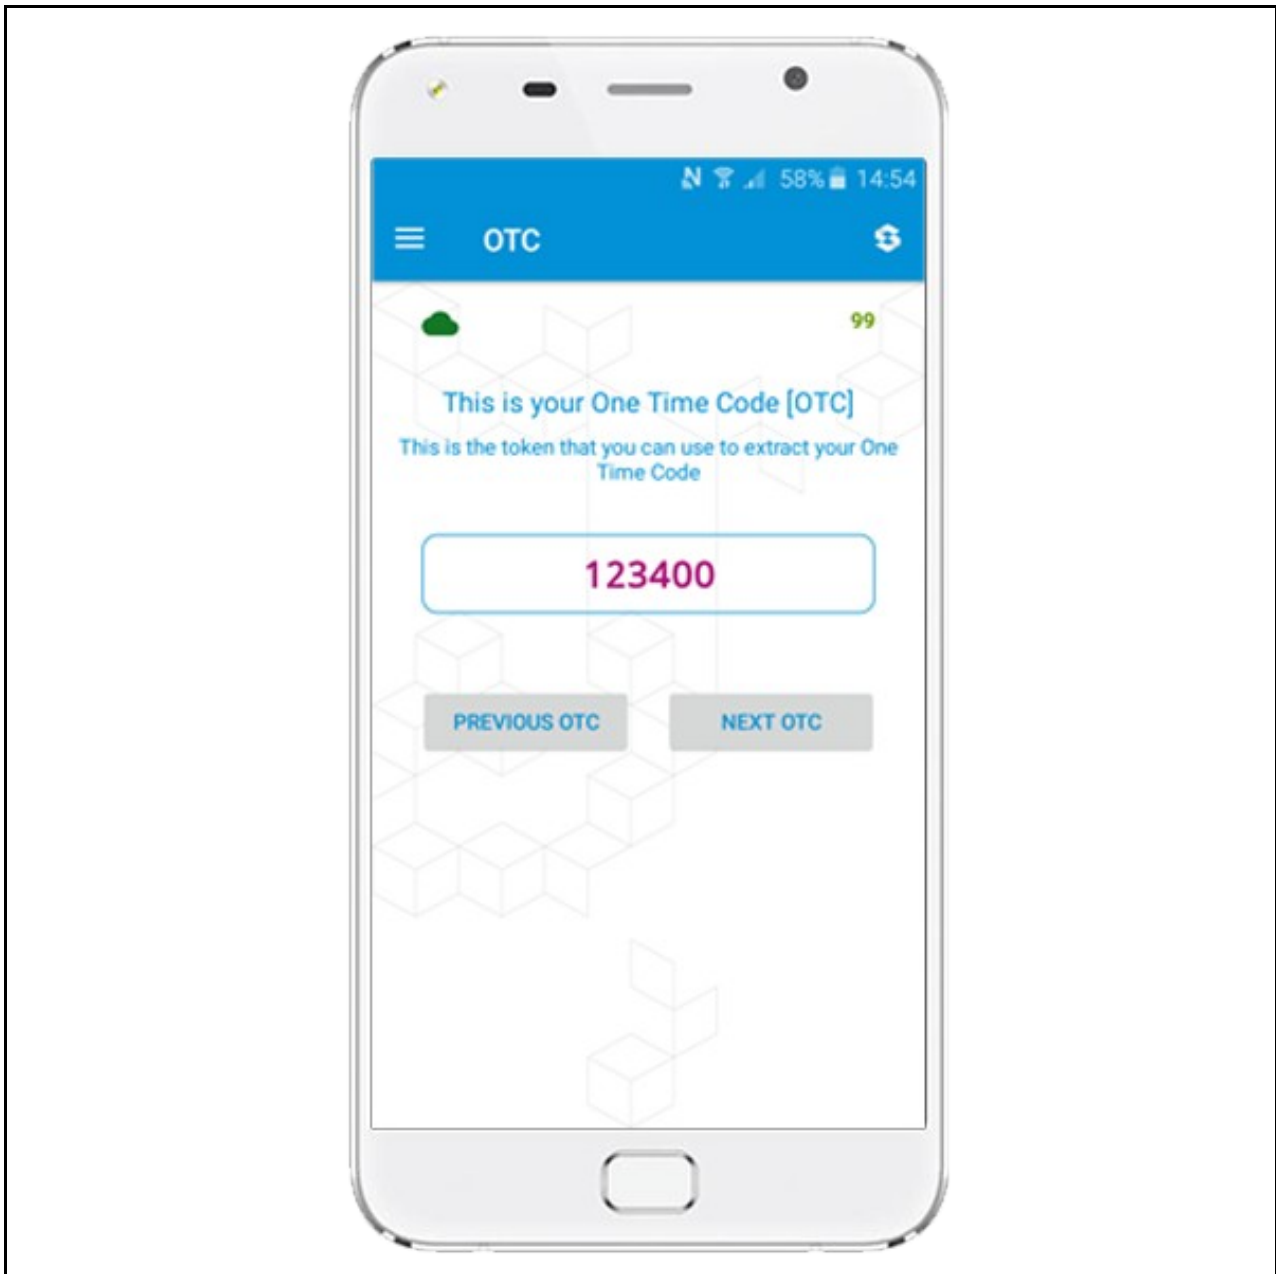 58% 14:54
OTC
99
This is your One Time Code [OTC]
This is the token that you can use to extract your One
Time Code
123400
PREVIOUS OTC NEXT OTC